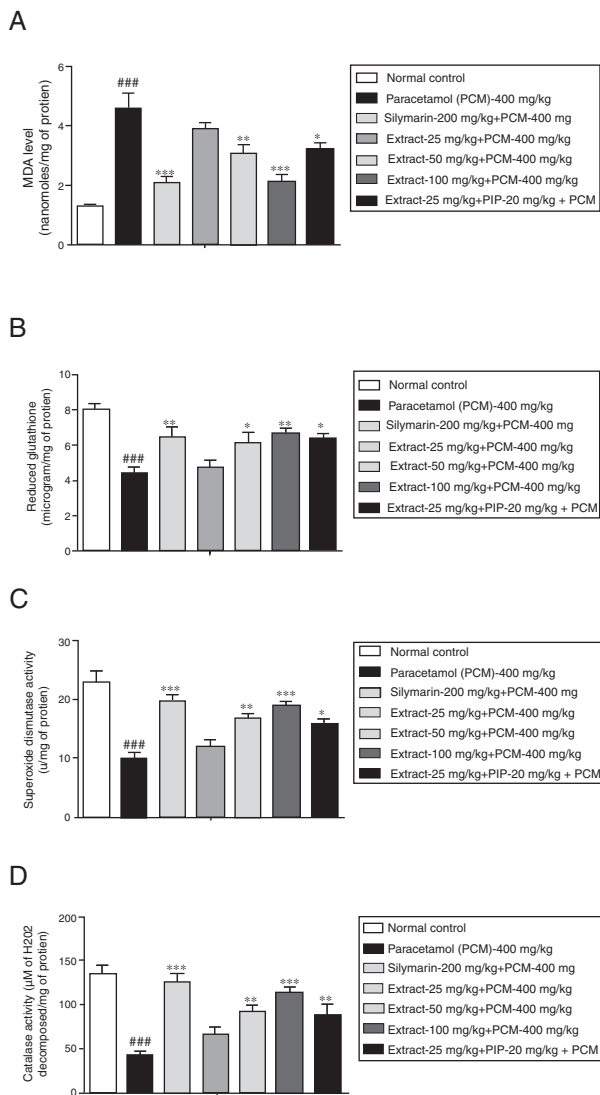 A
MDA level
(nanomoles/mg of protien)
6
4
2
0
###
***
**
***
*
Normal control
Paracetamol (PCM)-400 mg/kg
Silymarin-200 mg/kg+PCM-400 mg
Extract-25 mg/kg+PCM-400 mg/kg
Extract-50 mg/kg+PCM-400 mg/kg
Extract-100 mg/kg+PCM-400 mg/kg
Extract-25 mg/kg+PIP-20 mg/kg + PCM
B
Reduced glutathione
(microgram/mg of protien)
10
8
6
4
2
0
###
**
*
**
*
Normal control
Paracetamol (PCM)-400 mg/kg
Silymarin-200 mg/kg+PCM-400 mg
Extract-25 mg/kg+PCM-400 mg/kg
Extract-50 mg/kg+PCM-400 mg/kg
Extract-100 mg/kg+PCM-400 mg/kg
Extract-25 mg/kg+PIP-20 mg/kg + PCM
C
Superoxide dismutase activity
(u/mg of protien)
30
20
10
0
###
***
**
***
*
Normal control
Paracetamol (PCM)-400 mg/kg
Silymarin-200 mg/kg+PCM-400 mg
Extract-25 mg/kg+PCM-400 mg/kg
Extract-50 mg/kg+PCM-400 mg/kg
Extract-100 mg/kg+PCM-400 mg/kg
Extract-25 mg/kg+PIP-20 mg/kg + PCM
D
Catalase activity (µM of H202
decomposed/mg of protien)
200
150
100
50
0
###
***
**
***
**
Normal control
Paracetamol (PCM)-400 mg/kg
Silymarin-200 mg/kg+PCM-400 mg
Extract-25 mg/kg+PCM-400 mg/kg
Extract-50 mg/kg+PCM-400 mg/kg
Extract-100 mg/kg+PCM-400 mg/kg
Extract-25 mg/kg+PIP-20 mg/kg + PCM